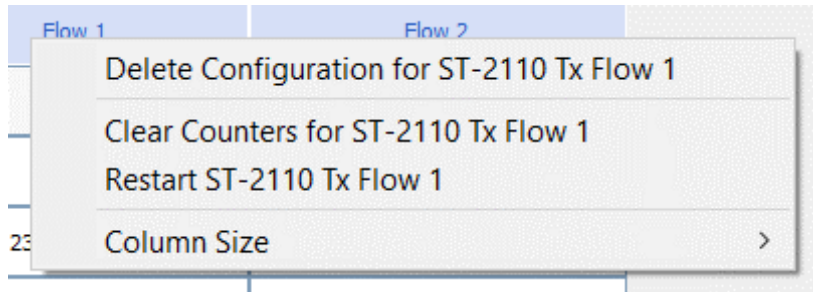 Flow 1
Flow 2
Delete Configuration for ST-2110 Tx Flow 1
Clear Counters for ST-2110 Tx Flow 1
Restart ST-2110 Tx Flow 1
23
Column Size